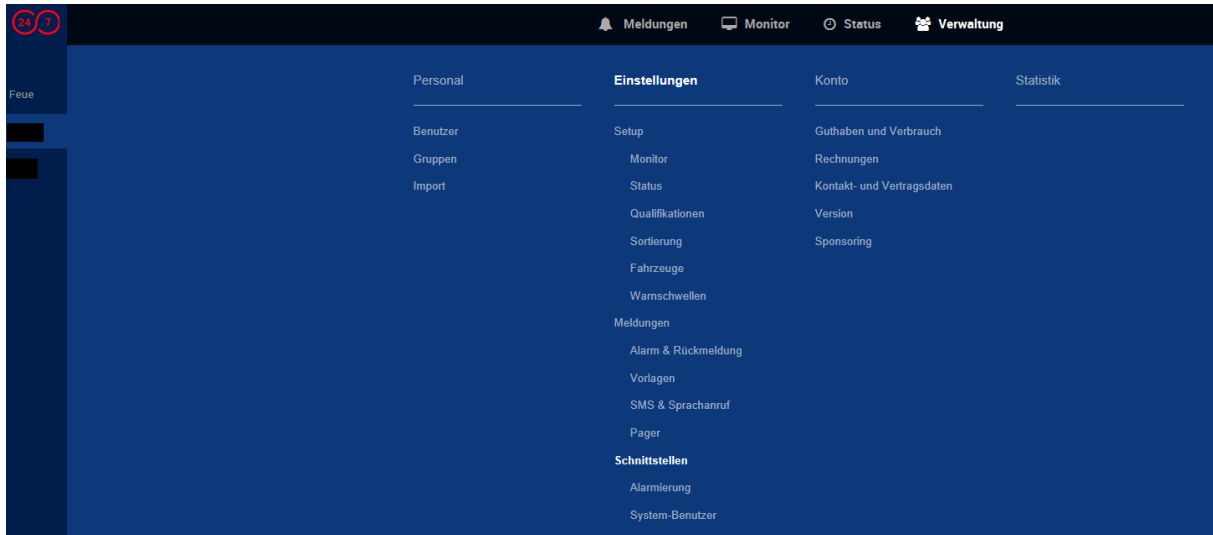 24 7
Meldungen Monitor Status Verwaltung
Feue
Personal
Benutzer
Gruppen
Import
Einstellungen
Setup
Monitor
Status
Qualifikationen
Sortierung
Fahrzeuge
Warnschwellen
Meldungen
Alarm & Rückmeldung
Vorlagen
SMS & Sprachanruf
Pager
Schnittstellen
Alarmierung
System-Benutzer
Konto
Guthaben und Verbrauch
Rechnungen
Kontakt- und Vertragsdaten
Version
Sponsoring
Statistik